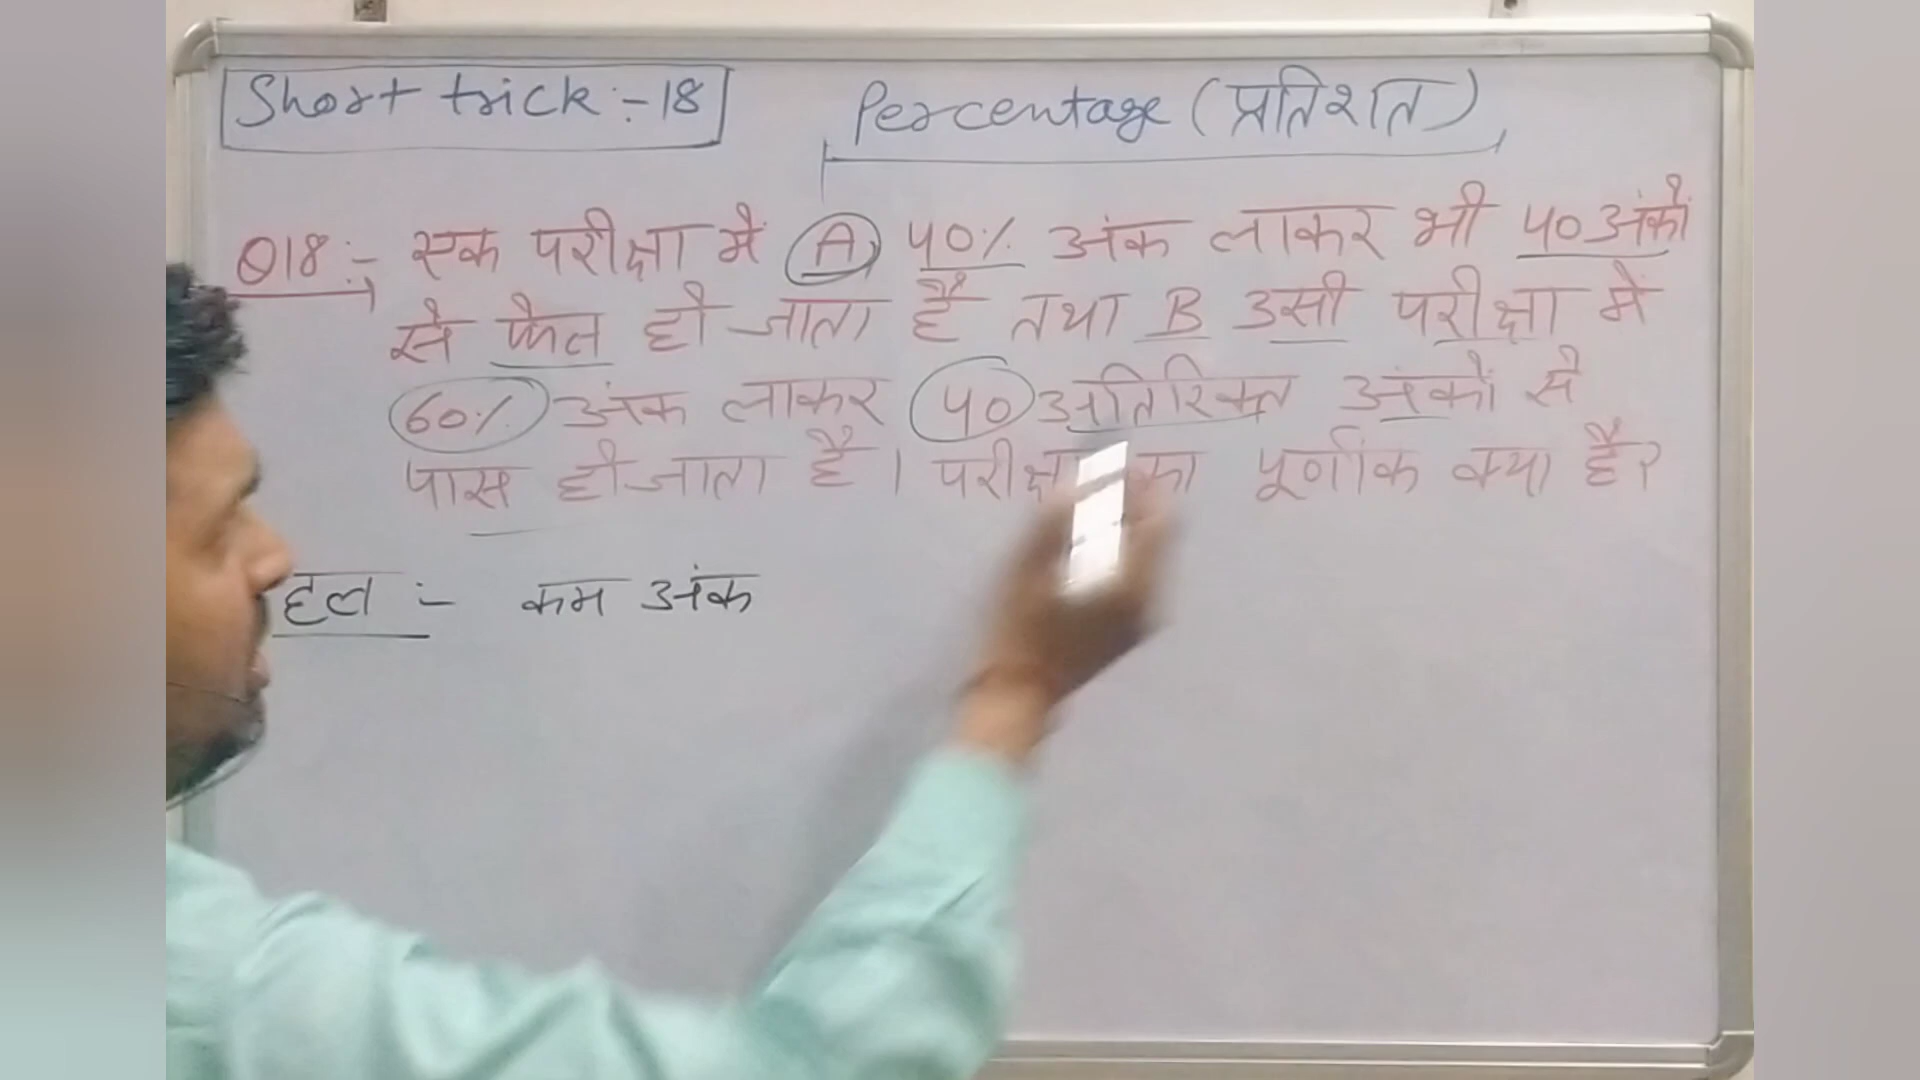 Short trick :- 18
Percentage (प्रतिशत)
Q18:- एक परीक्षा में A 40% अंक लाकर भी 40 अंकों
से फेल हो जाता है तथा B उसी परीक्षा में
60% अंक लाकर 40 अतिरिक्त अंकों से
पास हो जाता है। परीक्षा का पूर्णांक क्या है?
हल :- कम अंक